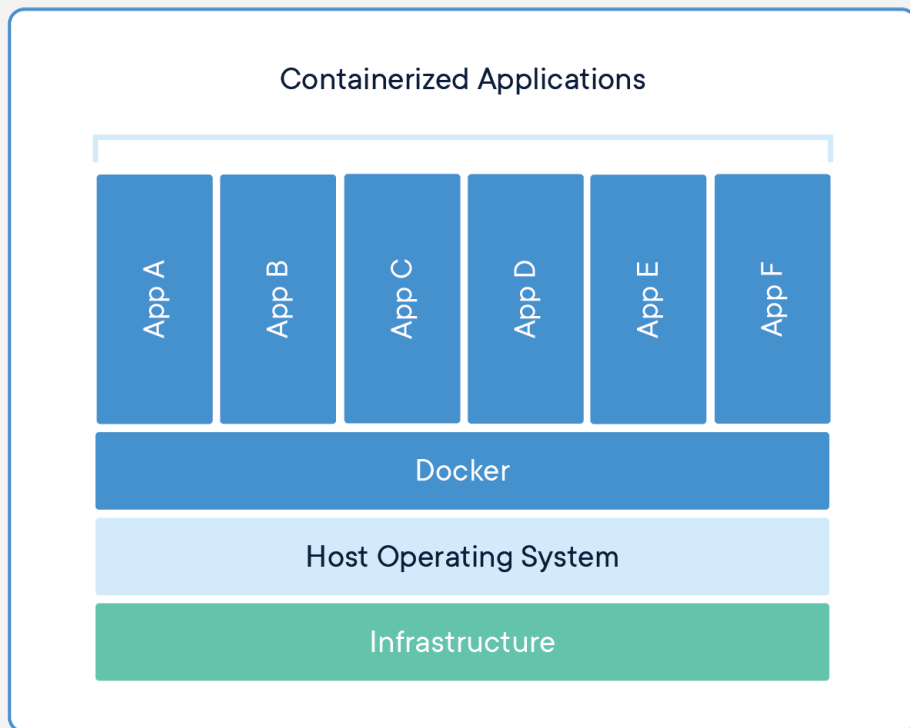 Containerized Applications
App A
App B
App C
App D
App E
App F
Docker
Host Operating System
Infrastructure